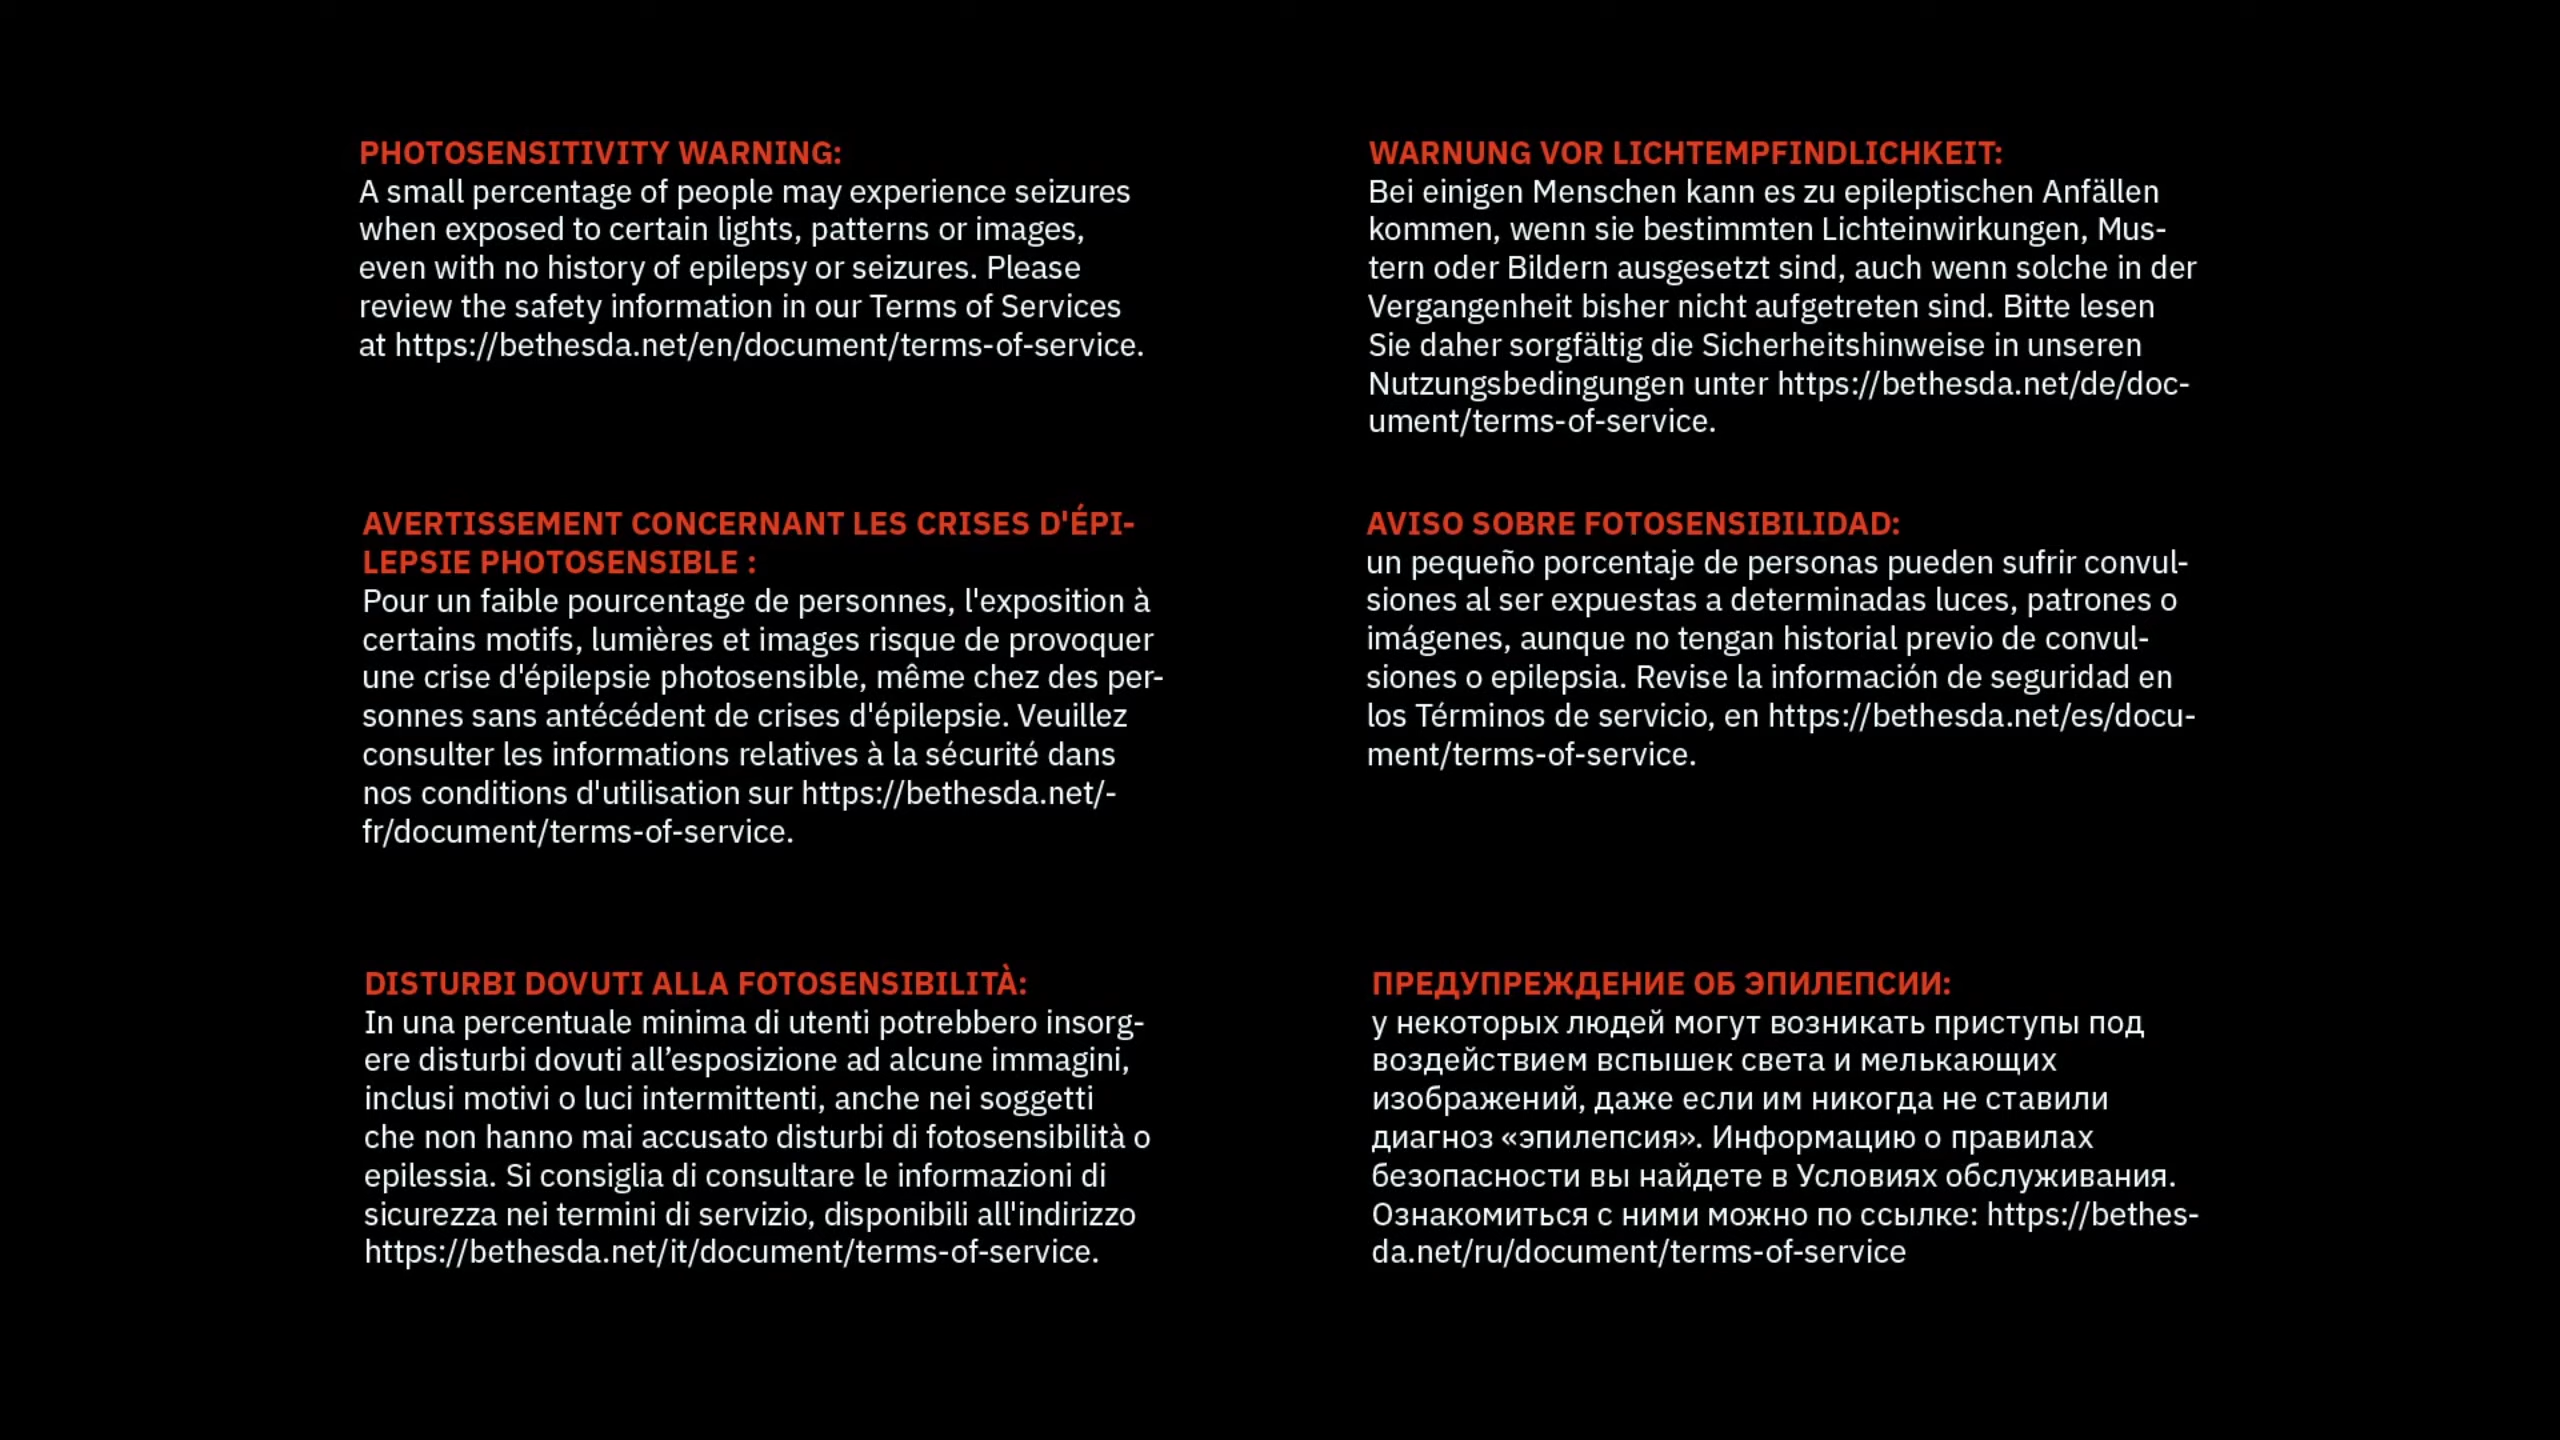 PHOTOSENSITIVITY WARNING:
A small percentage of people may experience seizures
when exposed to certain lights, patterns or images,
even with no history of epilepsy or seizures. Please
review the safety information in our Terms of Services
at https://bethesda.net/en/document/terms-of-service.
WARNUNG VOR LICHTEMPFINDLICHKEIT:
Bei einigen Menschen kann es zu epileptischen Anfällen
kommen, wenn sie bestimmten Lichteinwirkungen, Mus-
tern oder Bildern ausgesetzt sind, auch wenn solche in der
Vergangenheit bisher nicht aufgetreten sind. Bitte lesen
Sie daher sorgfältig die Sicherheitshinweise in unseren
Nutzungsbedingungen unter https://bethesda.net/de/doc-
ument/terms-of-service.
AVERTISSEMENT CONCERNANT LES CRISES D'ÉPI-
LEPSIE PHOTOSENSIBLE :
Pour un faible pourcentage de personnes, l'exposition à
certains motifs, lumières et images risque de provoquer
une crise d'épilepsie photosensible, même chez des per-
sonnes sans antécédent de crises d'épilepsie. Veuillez
consulter les informations relatives à la sécurité dans
nos conditions d'utilisation sur https://bethesda.net/-
fr/document/terms-of-service.
AVISO SOBRE FOTOSENSIBILIDAD:
un pequeño porcentaje de personas pueden sufrir convul-
siones al ser expuestas a determinadas luces, patrones o
imágenes, aunque no tengan historial previo de convul-
siones o epilepsia. Revise la información de seguridad en
los Términos de servicio, en https://bethesda.net/es/docu-
ment/terms-of-service.
DISTURBI DOVUTI ALLA FOTOSENSIBILITÀ:
In una percentuale minima di utenti potrebbero insorg-
ere disturbi dovuti all’esposizione ad alcune immagini,
inclusi motivi o luci intermittenti, anche nei soggetti
che non hanno mai accusato disturbi di fotosensibilità o
epilessia. Si consiglia di consultare le informazioni di
sicurezza nei termini di servizio, disponibili all'indirizzo
https://bethesda.net/it/document/terms-of-service.
ПРЕДУПРЕЖДЕНИЕ ОБ ЭПИЛЕПСИИ:
у некоторых людей могут возникать приступы под
воздействием вспышек света и мелькающих
изображений, даже если им никогда не ставили
диагноз «эпилепсия». Информацию о правилах
безопасности вы найдете в Условиях обслуживания.
Ознакомиться с ними можно по ссылке: https://bethes-
da.net/ru/document/terms-of-service